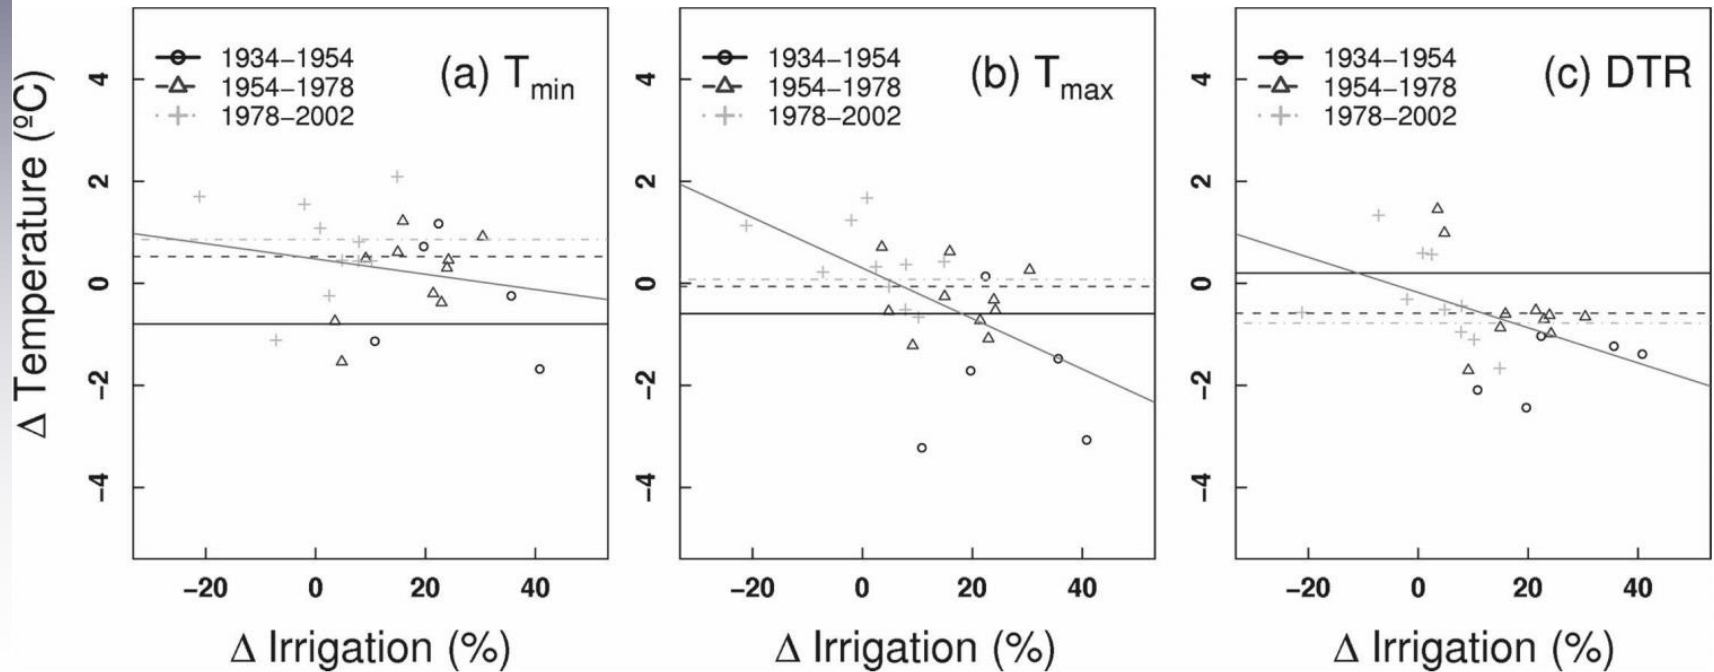 Δ Temperature (ºC)
4
2
0
−2
−4
1934−1954
1954−1978
1978−2002
(a) Tmin
−20 0 20 40
Δ Irrigation (%)
4
2
0
−2
−4
1934−1954
1954−1978
1978−2002
(b) Tmax
−20 0 20 40
Δ Irrigation (%)
4
2
0
−2
−4
1934−1954
1954−1978
1978−2002
(c) DTR
−20 0 20 40
Δ Irrigation (%)